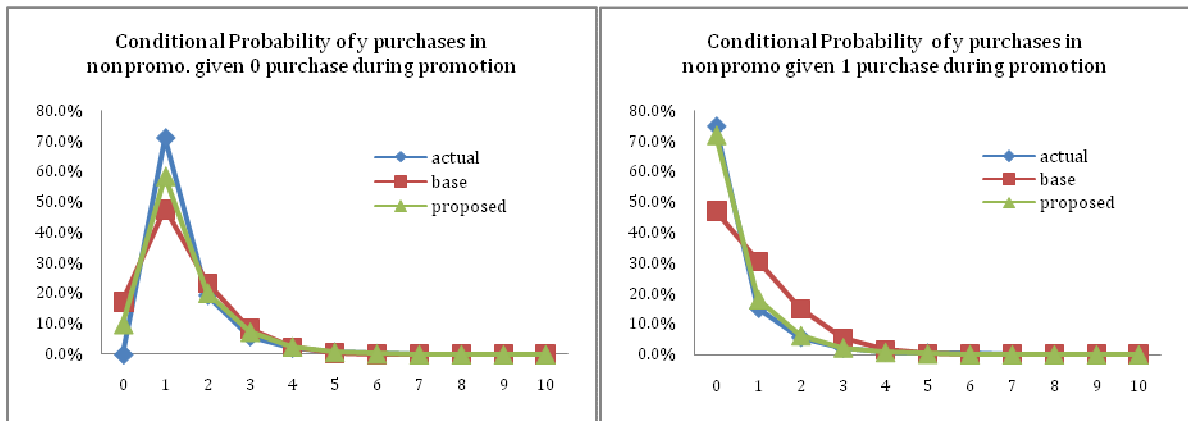 Conditional Probability of y purchases in
nonpromo. given 0 purchase during promotion
80.0%
70.0%
60.0%
50.0%
40.0%
30.0%
20.0%
10.0%
0.0%
actual
base
proposed
0 1 2 3 4 5 6 7 8 9 10
Conditional Probability of y purchases in
nonpromo given 1 purchase during promotion
80.0%
70.0%
60.0%
50.0%
40.0%
30.0%
20.0%
10.0%
0.0%
actual
base
proposed
0 1 2 3 4 5 6 7 8 9 10